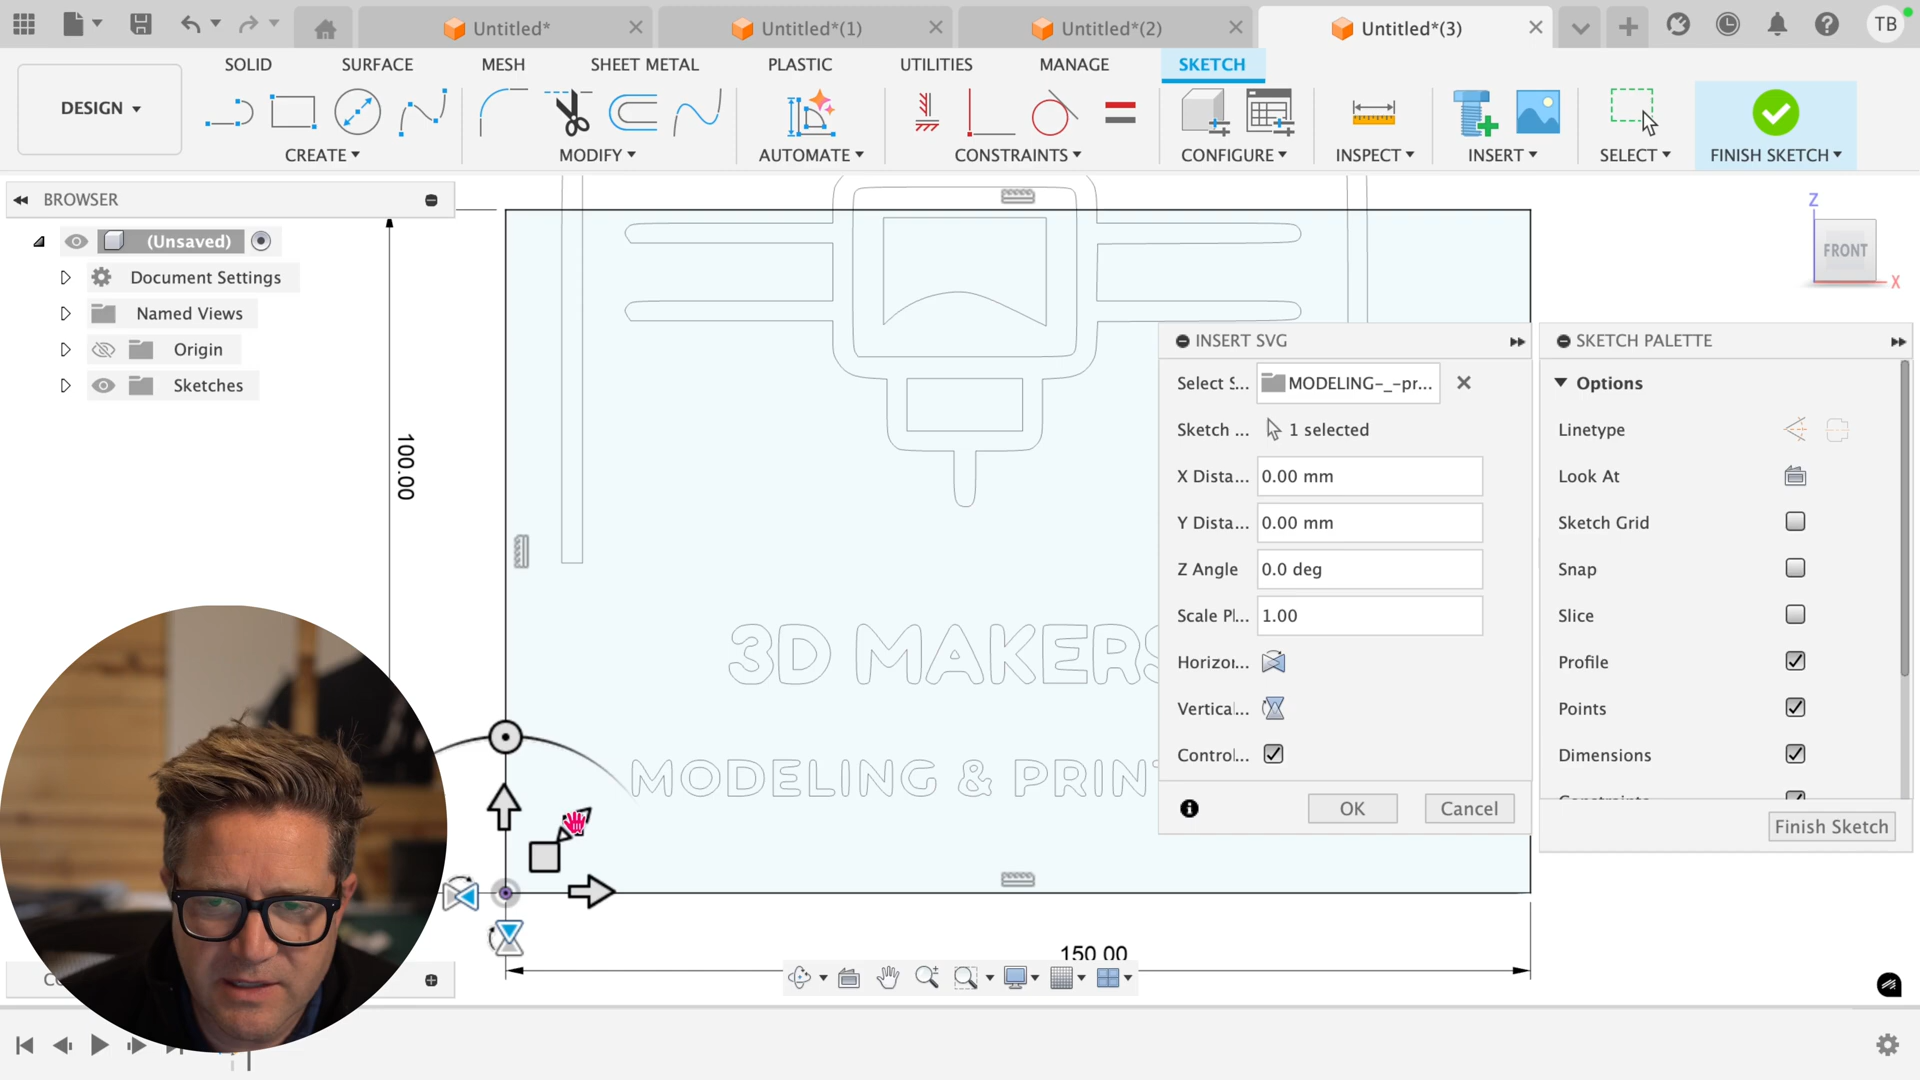 Untitled*
Untitled*(1)
Untitled*(2)
Untitled*(3)
TB
SOLID
SURFACE
MESH
SHEET METAL
PLASTIC
UTILITIES
MANAGE
SKETCH
DESIGN
CREATE
MODIFY
AUTOMATE
CONSTRAINTS
CONFIGURE
INSPECT
INSERT
SELECT
FINISH SKETCH
BROWSER
(Unsaved)
Document Settings
Named Views
Origin
Sketches
Z
FRONT
X
100.00
INSERT SVG
Select S...
MODELING-_-pr...
Sketch ...
1 selected
X Dista...
0.00 mm
Y Dista...
0.00 mm
Z Angle
0.0 deg
Scale Pl...
1.00
Horizor...
Vertical...
Control...
OK
Cancel
SKETCH PALETTE
Options
Linetype
Look At
Sketch Grid
Snap
Slice
Profile
Points
Dimensions
Finish Sketch
3D MAKERS
MODELING & PRIN
150.00